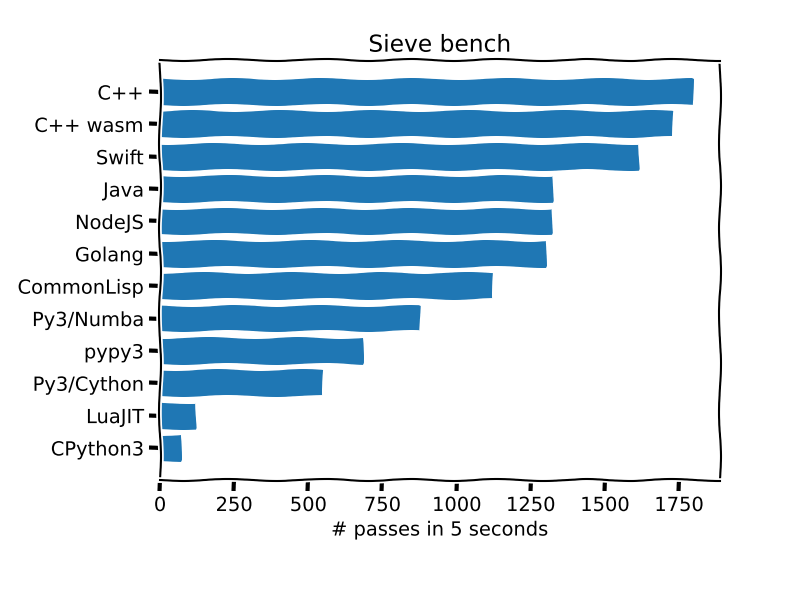 Sieve bench
C++
C++ wasm
Swift
Java
NodeJS
Golang
CommonLisp
Py3/Numba
pypy3
Py3/Cython
LuaJIT
CPython3
0 250 500 750 1000 1250 1500 1750
# passes in 5 seconds